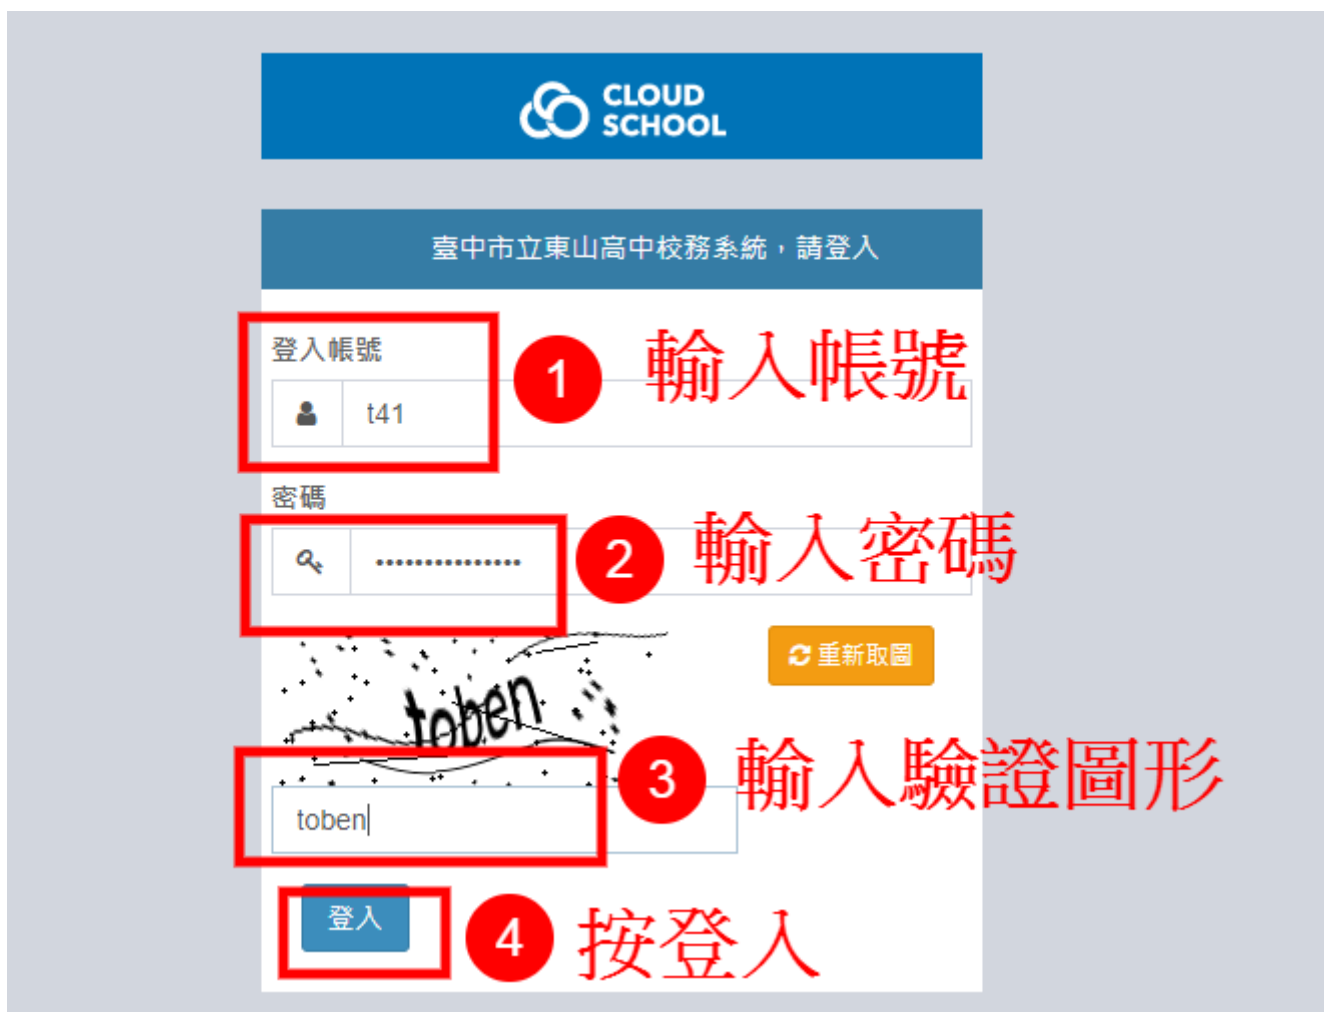 CLOUD
SCHOOL
臺中市立東山高中校務系統，請登入
登入帳號
1 輸入帳號
t41
密碼
2 輸入密碼
•••••••••••••••
重新取圖
toben
3 輸入驗證圖形
toben
登入
4 按登入